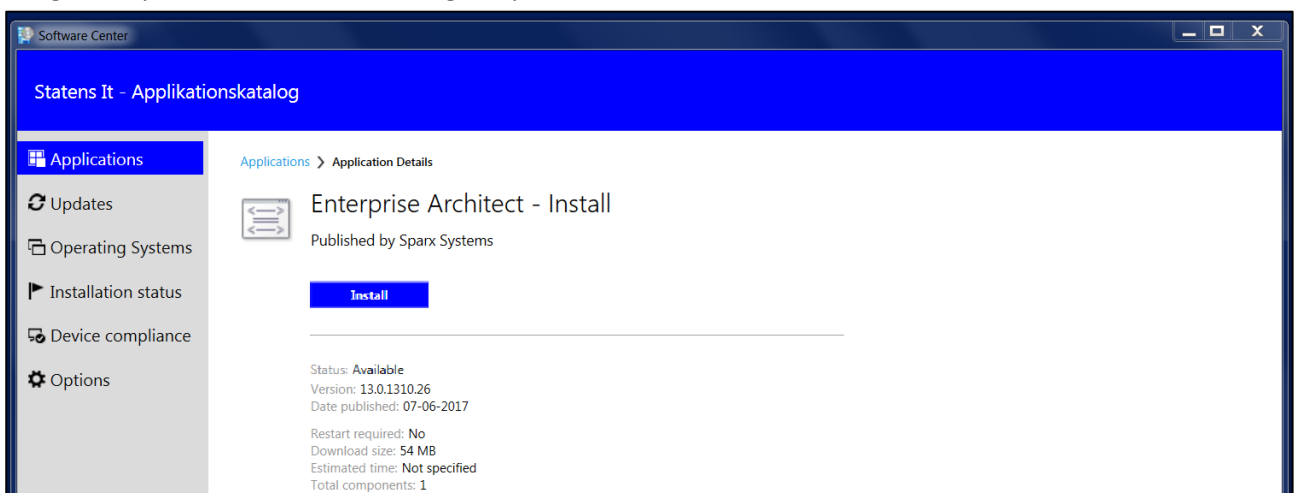 Software Center
Statens It - Applikationskatalog
Applications
Updates
Operating Systems
Installation status
Device compliance
Options
Applications > Application Details
Enterprise Architect - Install
Published by Sparx Systems
Install
Status: Available
Version: 13.0.1310.26
Date published: 07-06-2017
Restart required: No
Download size: 54 MB
Estimated time: Not specified
Total components: 1